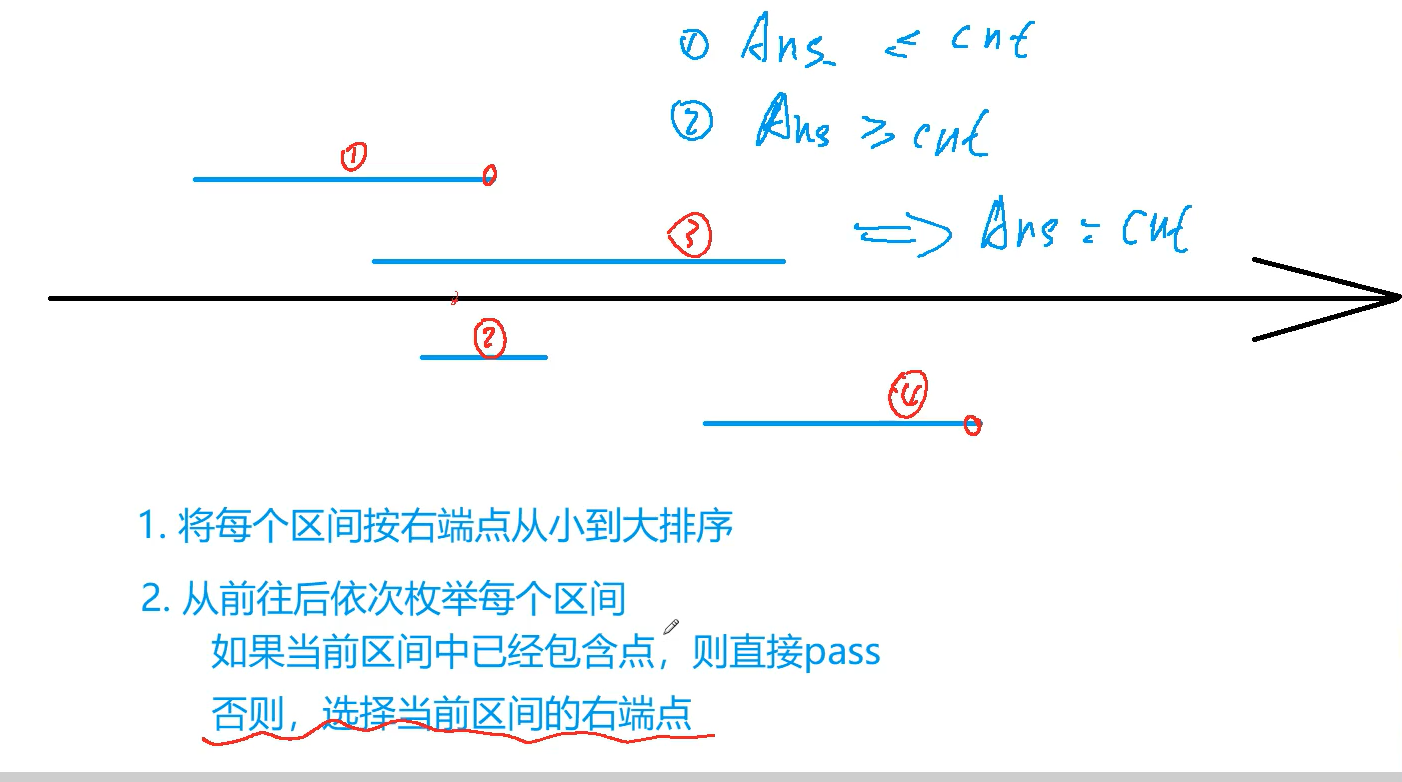 ① Ans ≤ cnt
② Ans ≥ cnt
⇒ Ans = cnt
①
③
②
④
1. 将每个区间按右端点从小到大排序
2. 从前往后依次枚举每个区间
如果当前区间中已经包含点，则直接pass
否则，选择当前区间的右端点